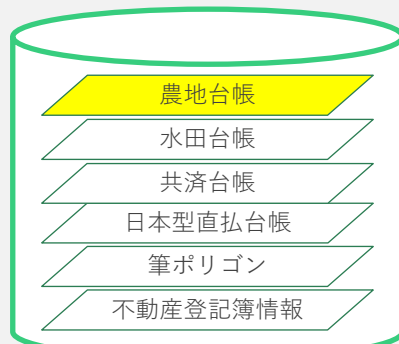 農地台帳
水田台帳
共済台帳
日本型直払台帳
筆ポリゴン
不動産登記簿情報